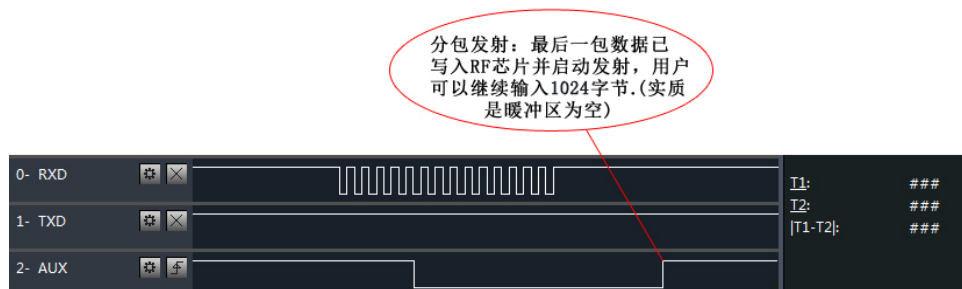 分包发射：最后一包数据已
写入RF芯片并启动发射，用户
可以继续输入1024字节.(实质
是暖冲区为空)
0- RXD
T1: ###
T2: ###
1- TXD
|T1-T2|: ###
2- AUX